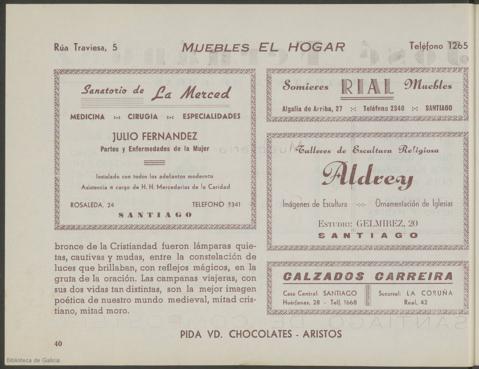 Rúa Traviesa, 5 MUEBLES EL HOGAR Teléfono 1265
Sanatorio de La Merced
MEDICINA CIRUGIA ESPECIALIDADES
JULIO FERNANDEZ
Partos y Enfermedades de la Mujer
Instalado con todos los adelantos modernos
Asistencia a cargo de H. H. Mercedarias de la Caridad
ROSALEDA, 24 TELEFONO 1341
SANTIAGO
bronce de la Cristiandad fueron lámparas quie-
tas, cautivas y mudas, entre la constelación de
luces que brillaban, con reflejos mágicos, en la
gruta de la oración. Las campanas viajeras, con
sus dos vidas tan distintas, son la mejor imagen
poética de nuestro mundo medieval, mitad cris-
tiano, mitad moro.
Somieres RIAL Muebles
Algalia de Arriba, 27 Teléfono 2340 SANTIAGO
Talleres de Escultura Religiosa
Aldrey
Imágenes de Escultura Ornamentación de Iglesias
ESTUDIO: GELMIREZ, 20
SANTIAGO
CALZADOS CARREIRA
Casa Central: SANTIAGO
Huérfanas, 28 - Telf. 1668
Sucursal: LA CORUÑA
Real, 42
PIDA VD. CHOCOLATES - ARISTOS
40
Biblioteca de Galicia